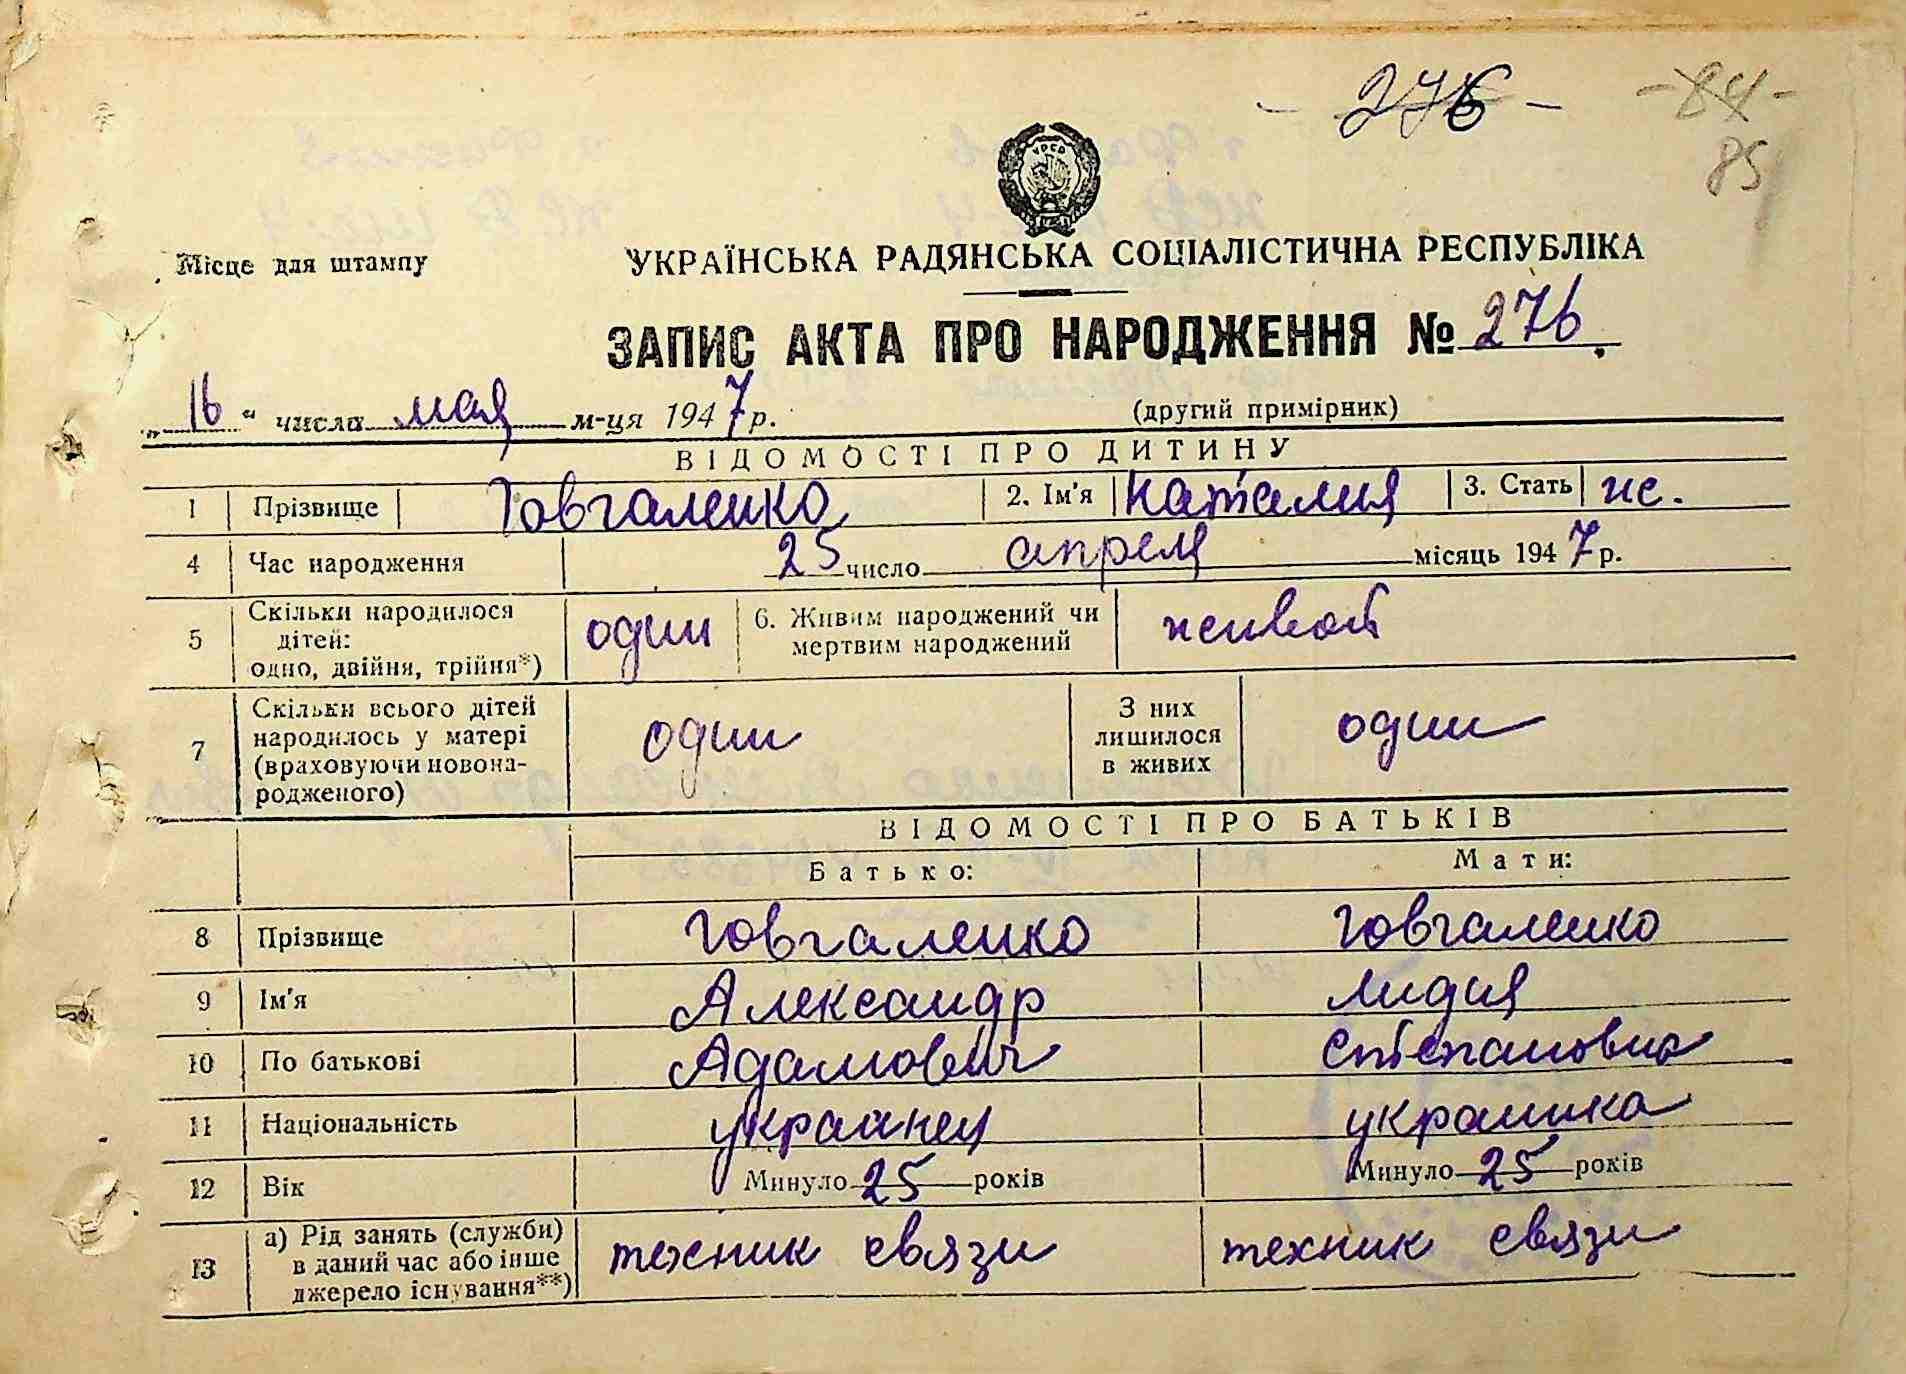 - 276 - - 84 -
85
УРСР
Місце для штампу УКРАЇНСЬКА РАДЯНСЬКА СОЦІАЛІСТИЧНА РЕСПУБЛІКА
ЗАПИС АКТА ПРО НАРОДЖЕННЯ № 276.
„16“ числа мая м-ця 1947 р. (другий примірник)
ВІДОМОСТІ ПРО ДИТИНУ
1 Прізвище Говгаленко 2. Ім'я Наталия 3. Стать ж.
4 Час народження 25 число апреля місяць 1947 р.
5 Скільки народилося дітей: одно, двійня, трійня*) один 6. Живим народжений чи мертвим народжений живой
7 Скільки всього дітей народилось у матері (враховуючи новонародженого) один З них лишилося в живих один
ВІДОМОСТІ ПРО БАТЬКІВ
Батько: Мати:
8 Прізвище Говгаленко Говгаленко
9 Ім'я Александр Лидия
10 По батькові Адамович Степановна
11 Національність украинец украинка
12 Вік Минуло 25 років Минуло 25 років
13 а) Рід занять (служби) в даний час або інше джерело існування**) техник связи техник связи